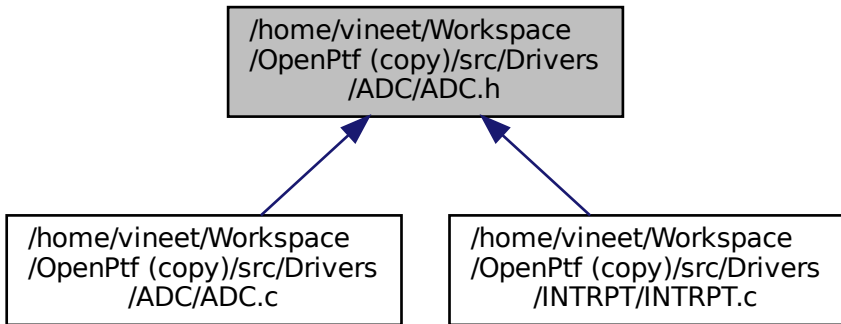 /home/vineet/Workspace
/OpenPtf (copy)/src/Drivers
/ADC/ADC.h
/home/vineet/Workspace
/OpenPtf (copy)/src/Drivers
/ADC/ADC.c
/home/vineet/Workspace
/OpenPtf (copy)/src/Drivers
/INTRPT/INTRPT.c